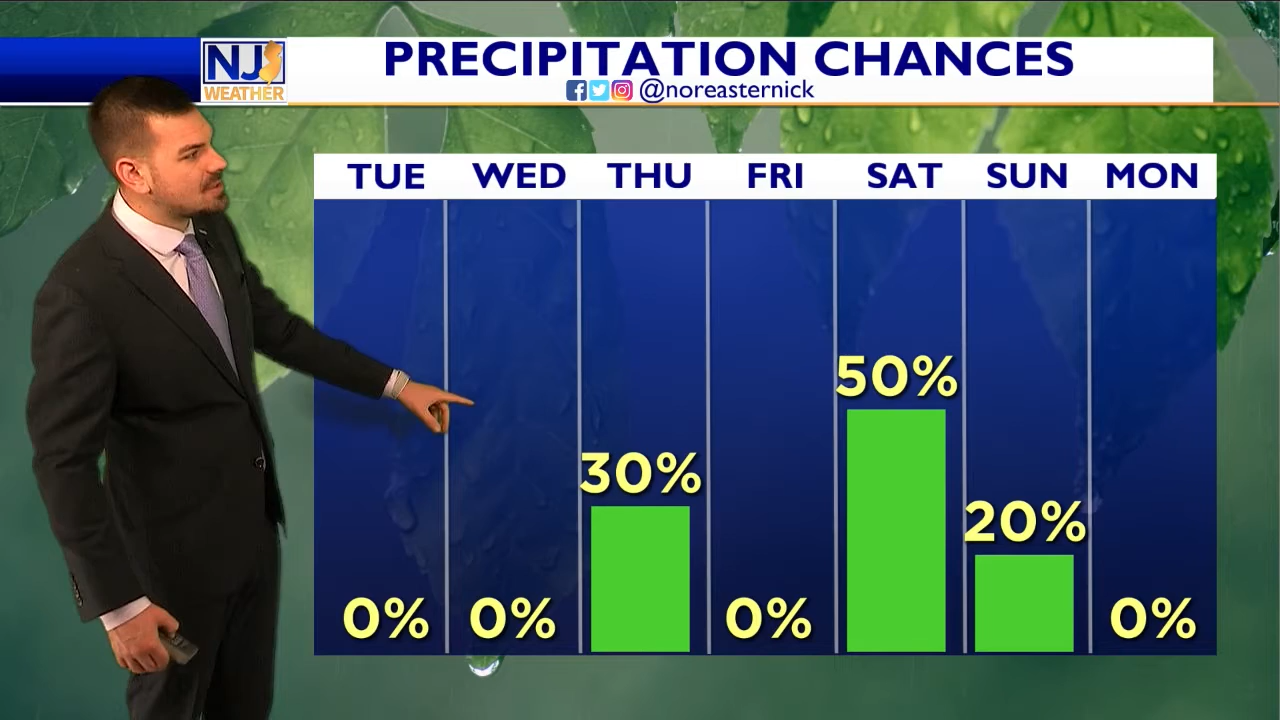 NJ
WEATHER
PRECIPITATION CHANCES
@noreasternick
TUE WED THU FRI SAT SUN MON
50%
30%
20%
0% 0% 0% 0%